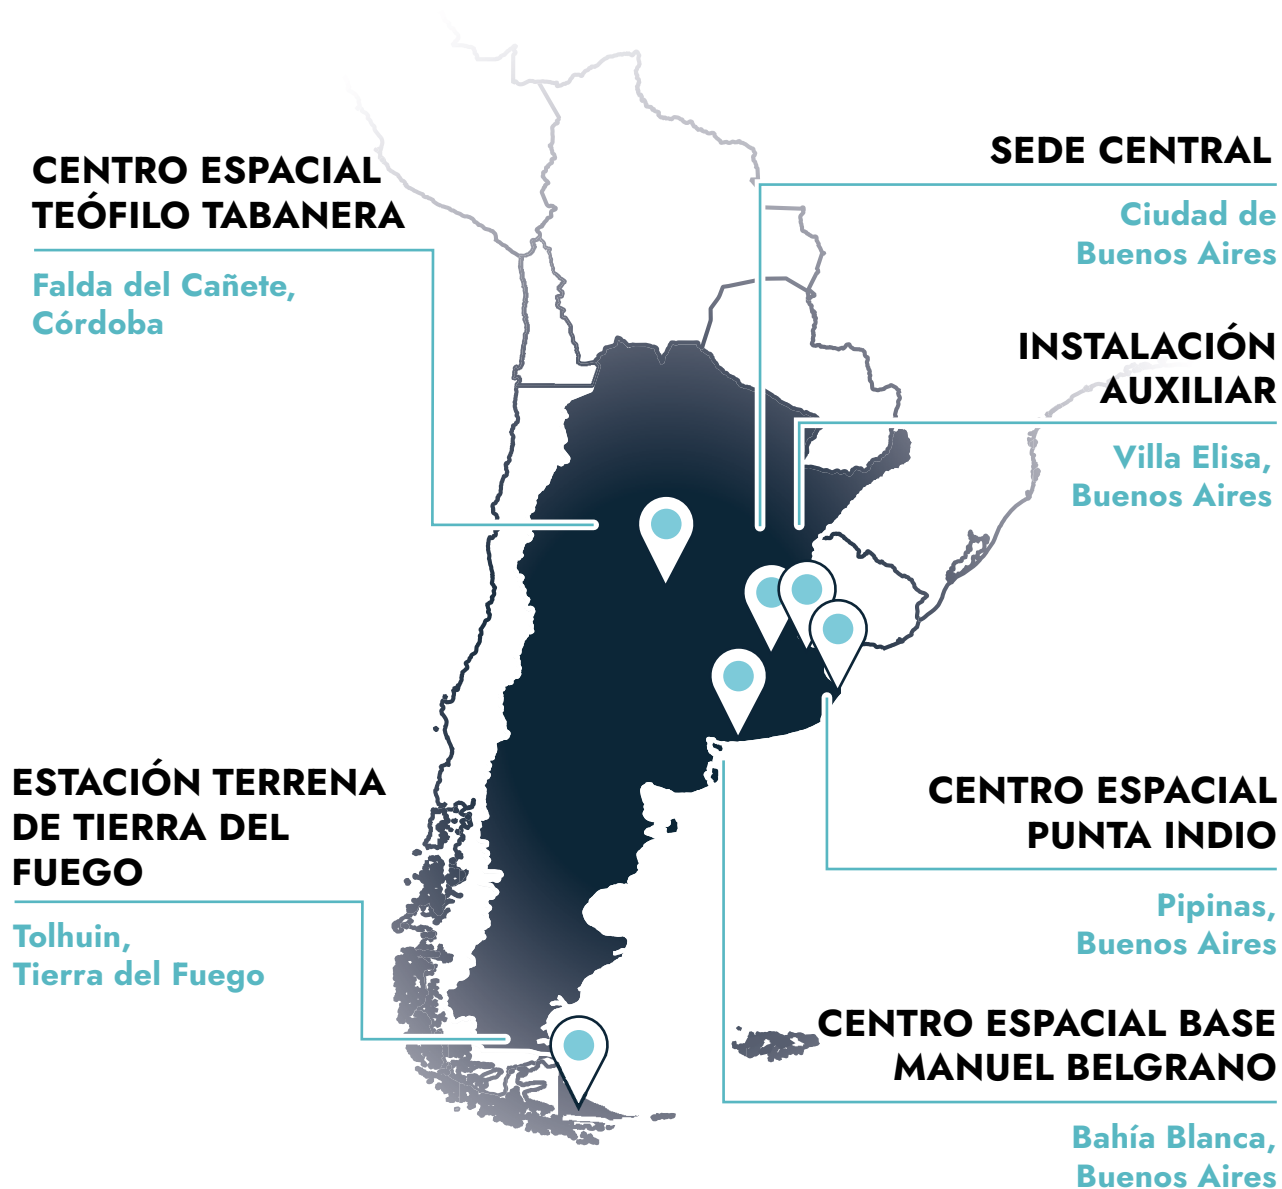 CENTRO ESPACIAL
TEÓFILO TABANERA
Falda del Cañete,
Córdoba
SEDE CENTRAL
Ciudad de
Buenos Aires
INSTALACIÓN
AUXILIAR
Villa Elisa,
Buenos Aires
ESTACIÓN TERRENA
DE TIERRA DEL
FUEGO
Tolhuin,
Tierra del Fuego
CENTRO ESPACIAL
PUNTA INDIO
Pipinas,
Buenos Aires
CENTRO ESPACIAL BASE
MANUEL BELGRANO
Bahía Blanca,
Buenos Aires